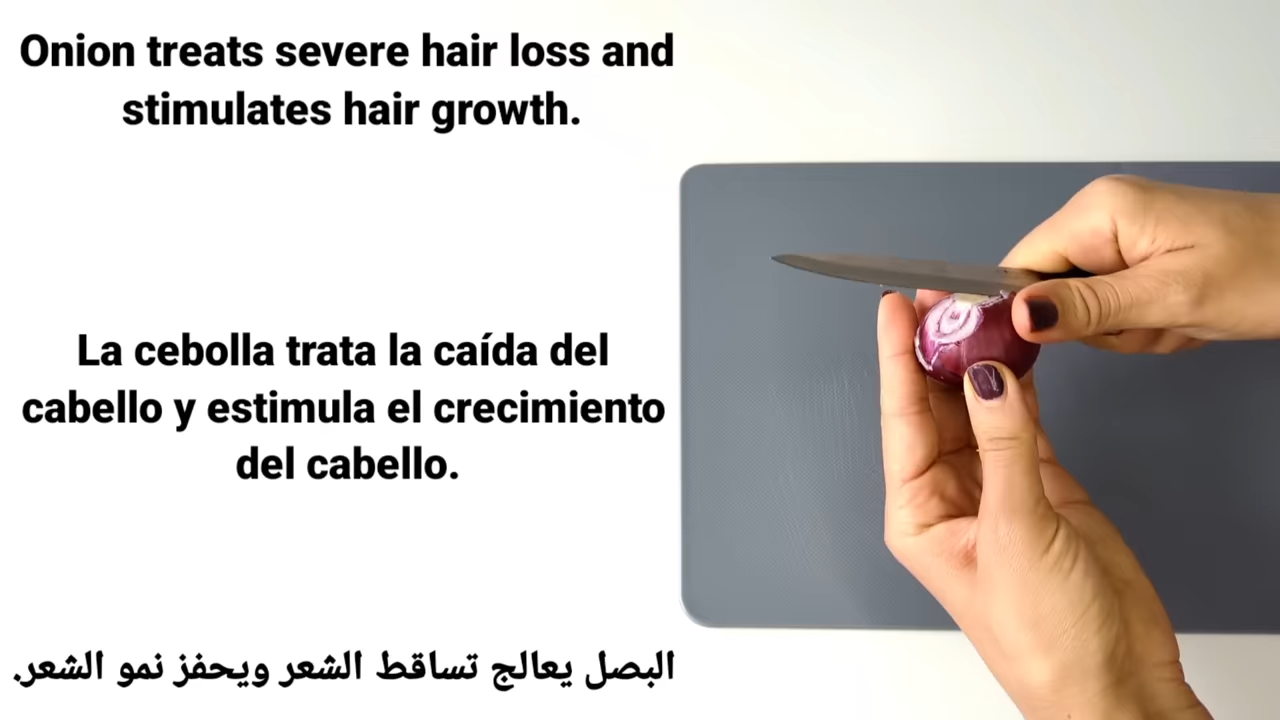 Onion treats severe hair loss and
stimulates hair growth.
La cebolla trata la caída del
cabello y estimula el crecimiento
del cabello.
البصل يعالج تساقط الشعر ويحفز نمو الشعر.